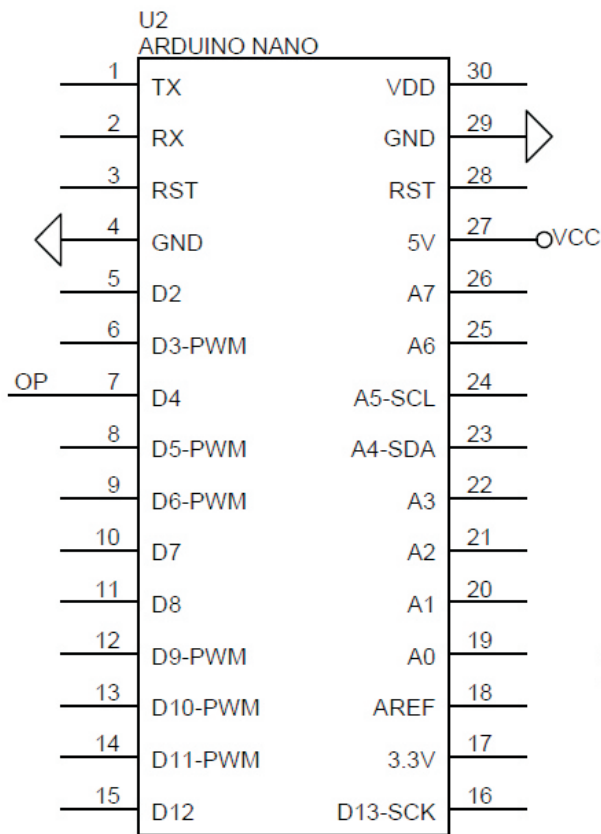 U2
ARDUINO NANO
1 TX VDD 30
2 RX GND 29
3 RST RST 28
4 GND 5V 27 VCC
5 D2 A7 26
6 D3-PWM A6 25
OP 7 D4 A5-SCL 24
8 D5-PWM A4-SDA 23
9 D6-PWM A3 22
10 D7 A2 21
11 D8 A1 20
12 D9-PWM A0 19
13 D10-PWM AREF 18
14 D11-PWM 3.3V 17
15 D12 D13-SCK 16